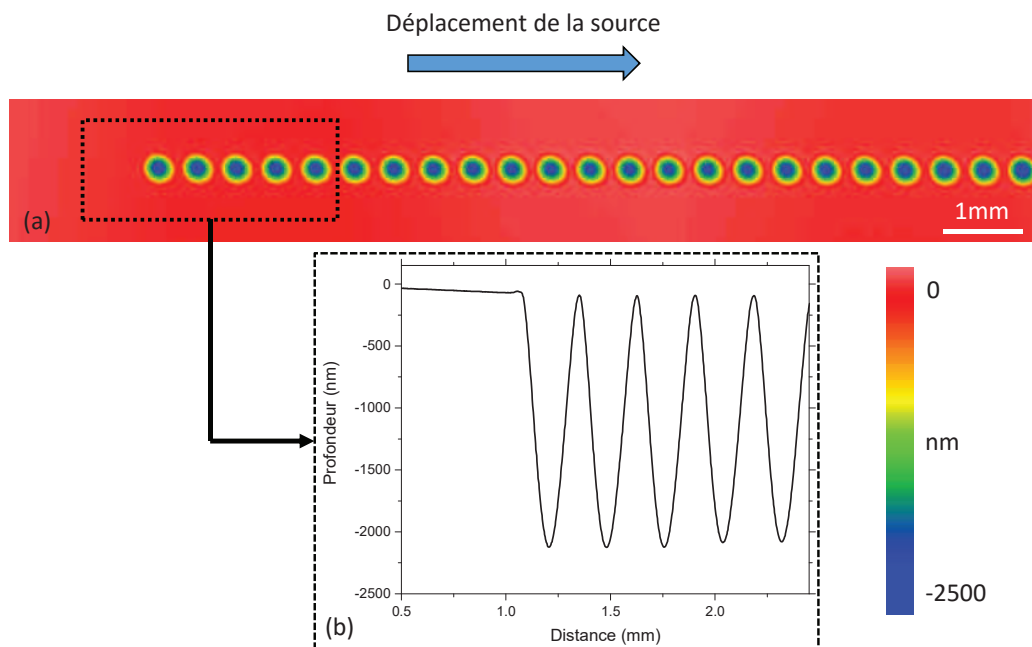 Déplacement de la source
(a)
1mm
0
-500
-1000
-1500
-2000
-2500
Profondeur (nm)
0.5
1.0
1.5
2.0
Distance (mm)
(b)
0
nm
-2500